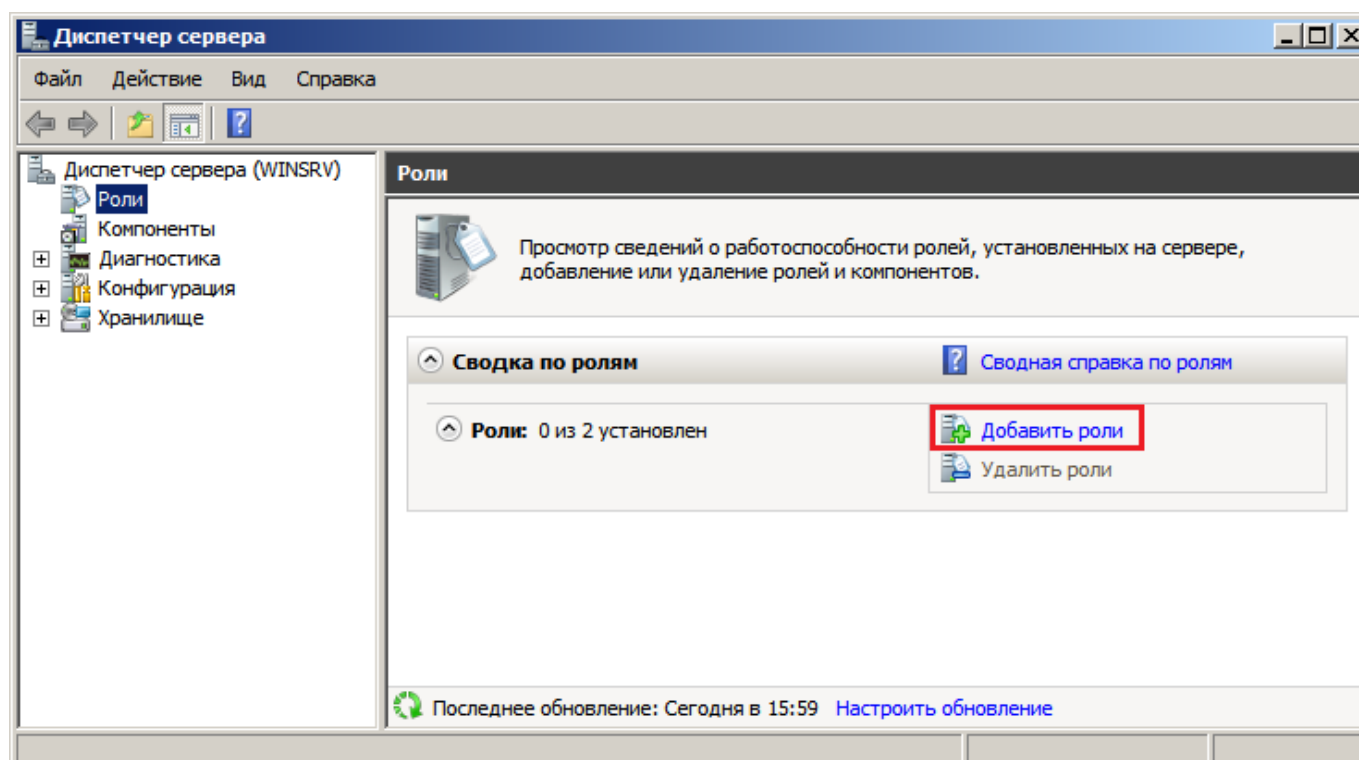 Диспетчер сервера
Файл Действие Вид Справка
Диспетчер сервера (WINSRV)
Роли
Компоненты
Диагностика
Конфигурация
Хранилище
Роли
Просмотр сведений о работоспособности ролей, установленных на сервере,
добавление или удаление ролей и компонентов.
Сводка по ролям
Сводная справка по ролям
Роли: 0 из 2 установлен
Добавить роли
Удалить роли
Последнее обновление: Сегодня в 15:59 Настроить обновление